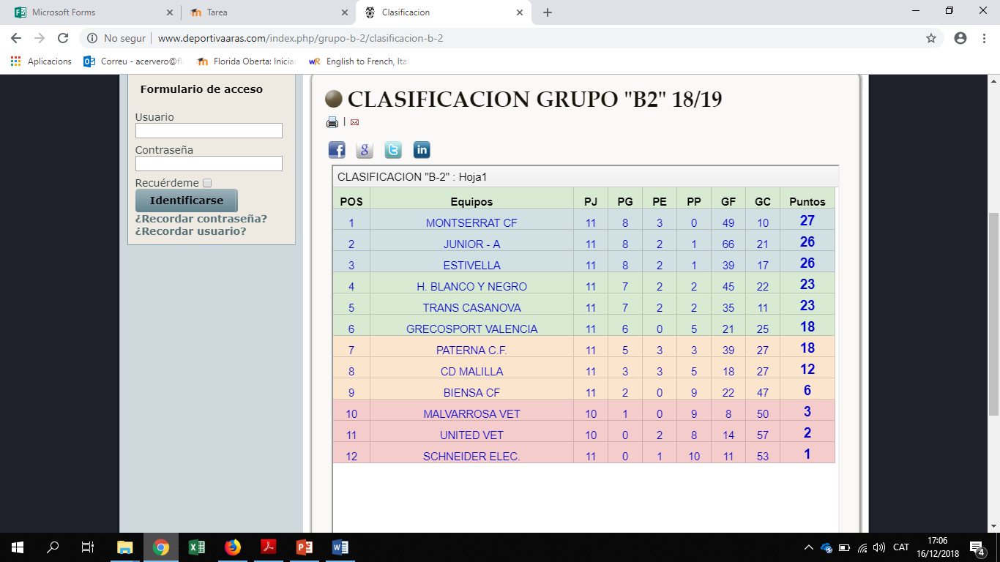 Microsoft Forms
Tarea
Clasificacion
No segur | www.deportivaaras.com/index.php/grupo-b-2/clasificacion-b-2
Aplicacions Correu - acervero@fl Florida Oberta: Inicia English to French, Ital
Formulario de acceso
Usuario
Contraseña
Recuérdeme
Identificarse
¿Recordar contraseña?
¿Recordar usuario?
CLASIFICACION GRUPO "B2" 18/19
CLASIFICACION "B-2" : Hoja1
POS Equipos PJ PG PE PP GF GC Puntos
1 MONTSERRAT CF 11 8 3 0 49 10 27
2 JUNIOR - A 11 8 2 1 66 21 26
3 ESTIVELLA 11 8 2 1 39 17 26
4 H. BLANCO Y NEGRO 11 7 2 2 45 22 23
5 TRANS CASANOVA 11 7 2 2 35 11 23
6 GRECOSPORT VALENCIA 11 6 0 5 21 25 18
7 PATERNA C.F. 11 5 3 3 39 27 18
8 CD MALILLA 11 3 3 5 18 27 12
9 BIENSA CF 11 2 0 9 22 47 6
10 MALVARROSA VET 10 1 0 9 8 50 3
11 UNITED VET 10 0 2 8 14 57 2
12 SCHNEIDER ELEC. 11 0 1 10 11 53 1
CAT
17:06
16/12/2018
4